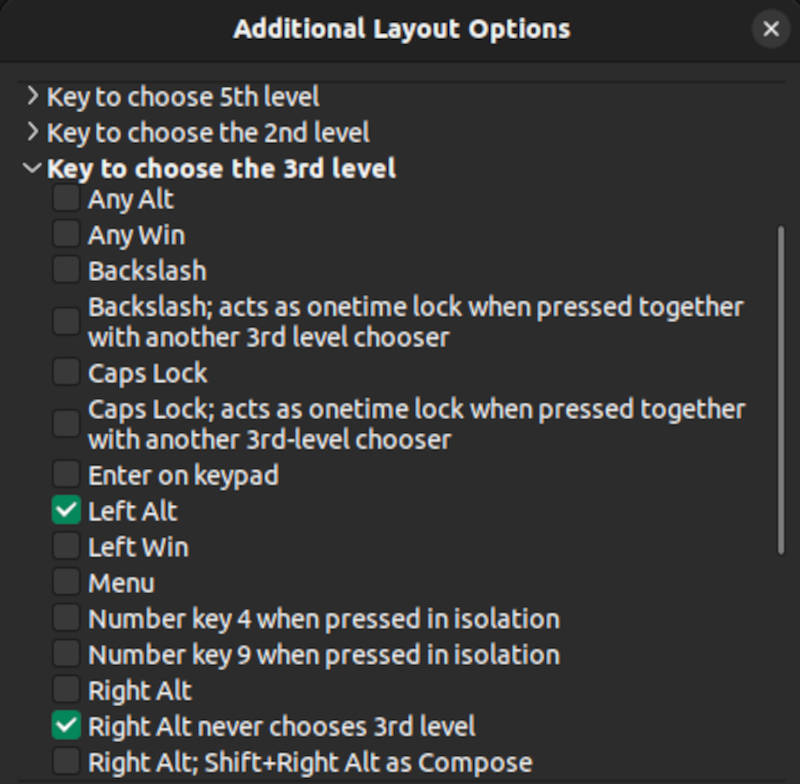 Additional Layout Options
Key to choose 5th level
Key to choose the 2nd level
Key to choose the 3rd level
Any Alt
Any Win
Backslash
Backslash; acts as onetime lock when pressed together
with another 3rd level chooser
Caps Lock
Caps Lock; acts as onetime lock when pressed together
with another 3rd-level chooser
Enter on keypad
Left Alt
Left Win
Menu
Number key 4 when pressed in isolation
Number key 9 when pressed in isolation
Right Alt
Right Alt never chooses 3rd level
Right Alt; Shift+Right Alt as Compose